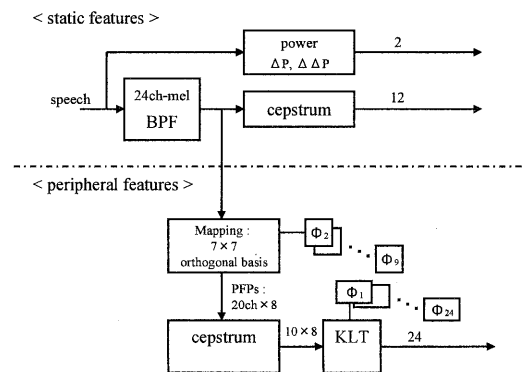 < static features >
power
ΔP, ΔΔP
2
speech
24ch-mel
BPF
cepstrum
12
< peripheral features >
Mapping :
7×7
orthogonal basis
Φ2
Φ9
PFPs :
20ch×8
Φ1
Φ24
cepstrum
10×8
KLT
24